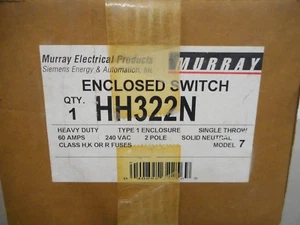 Murray Electrical Products
Siemens Energy & Automation, Inc.
MURRAY
ENCLOSED SWITCH
QTY.
1
HH322N
HEAVY DUTY TYPE 1 ENCLOSURE SINGLE THROW
60 AMPS 240 VAC 2 POLE SOLID NEUTRAL
CLASS H,K OR R FUSES MODEL 7